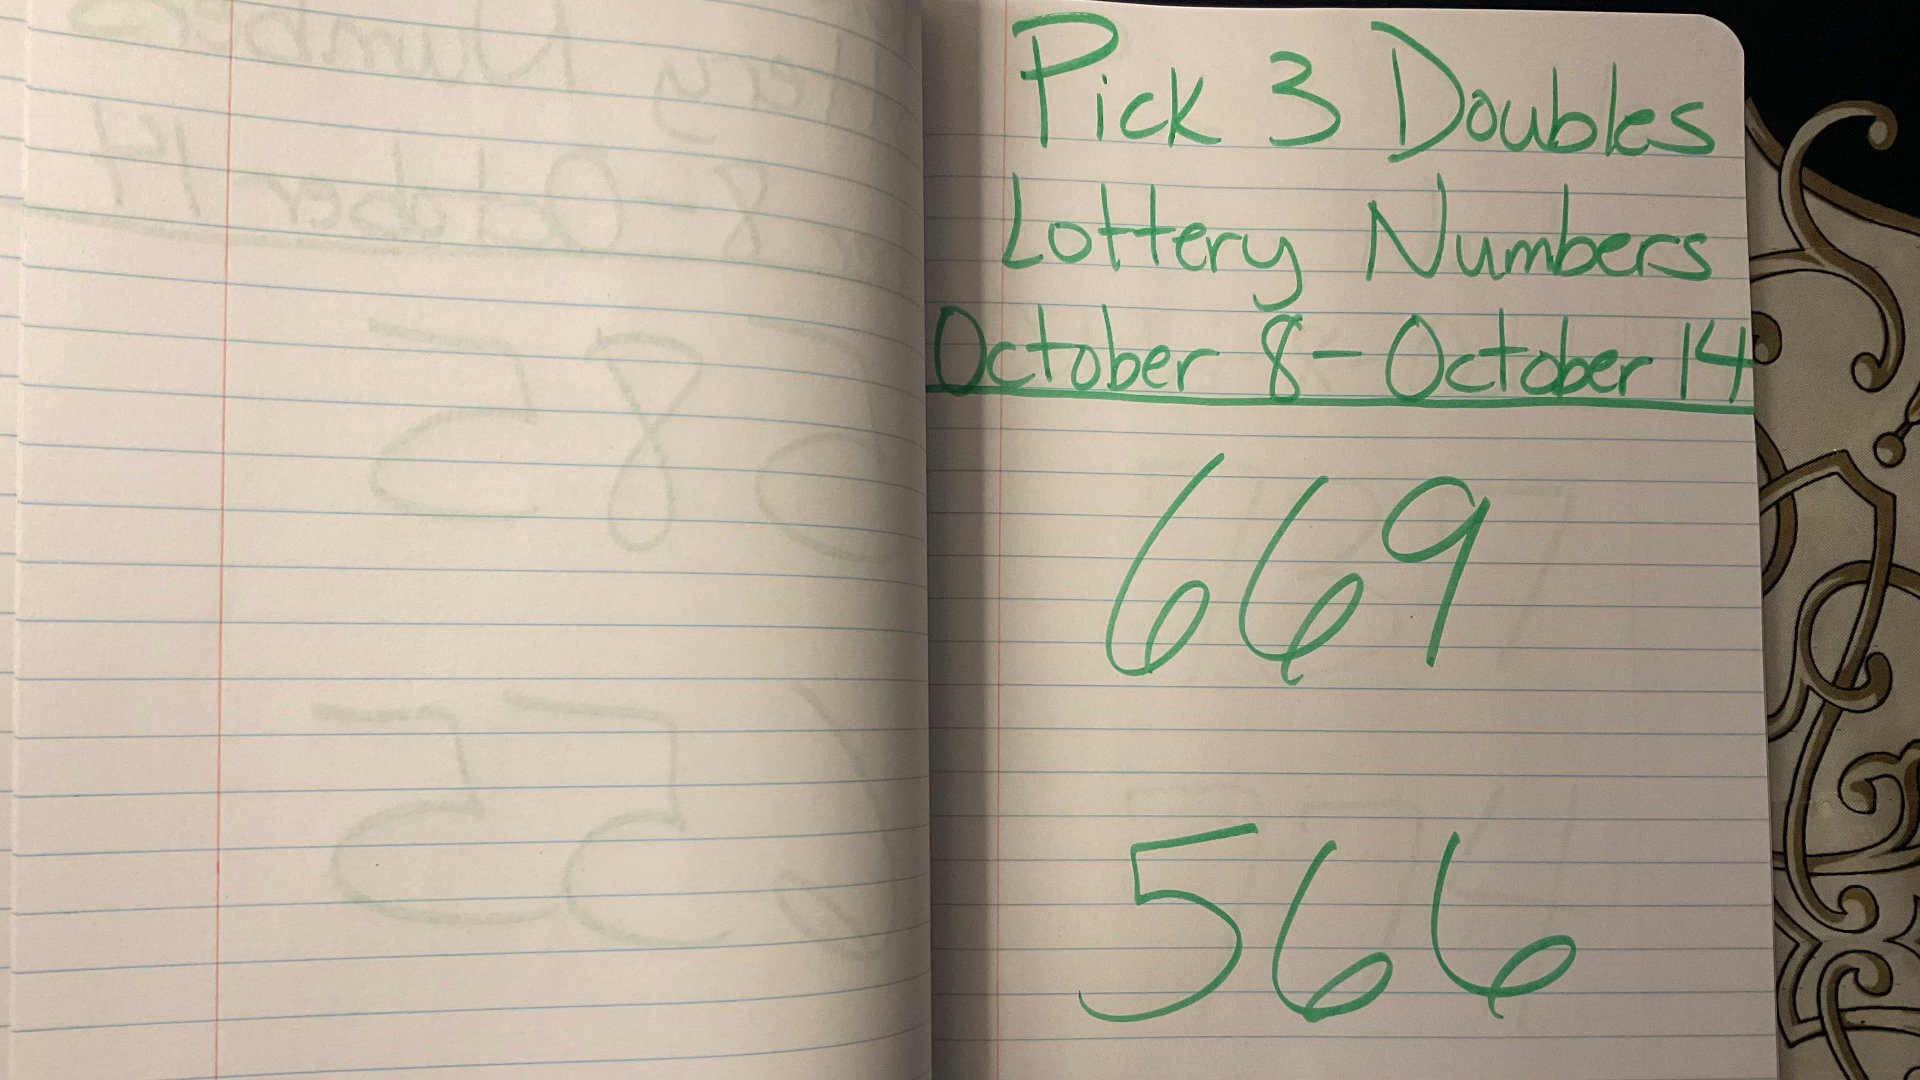 Pick 3 Doubles
Lottery Numbers
October 8 - October 14
669
566